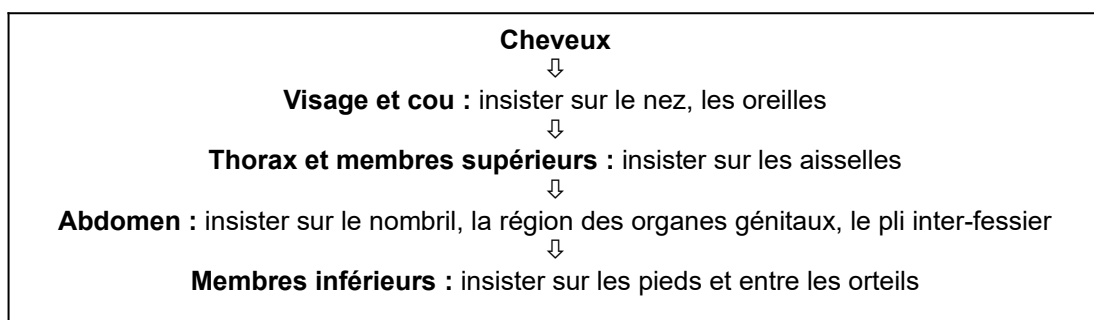 Cheveux
⇩
Visage et cou : insister sur le nez, les oreilles
⇩
Thorax et membres supérieurs : insister sur les aisselles
⇩
Abdomen : insister sur le nombril, la région des organes génitaux, le pli inter-fessier
⇩
Membres inférieurs : insister sur les pieds et entre les orteils